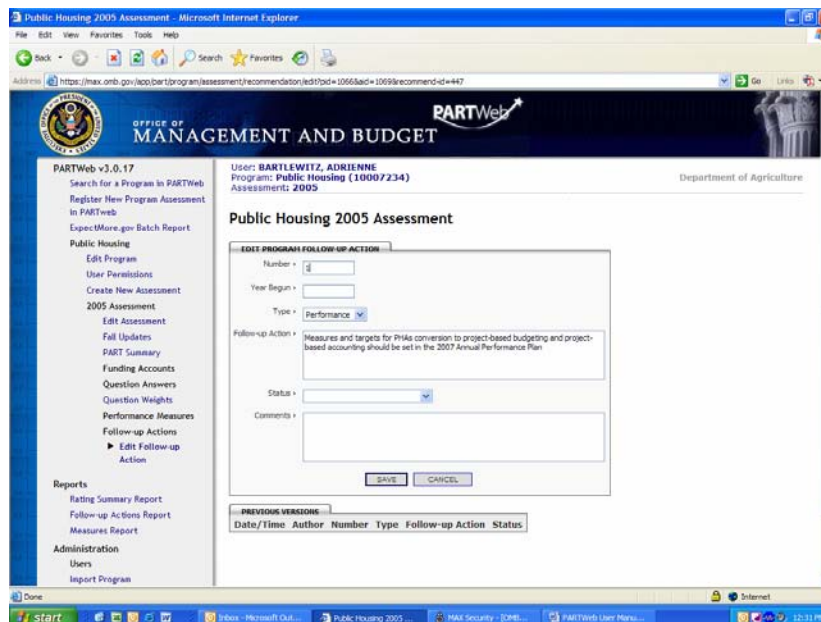 Public Housing 2005 Assessment - Microsoft Internet Explorer
File Edit View Favorites Tools Help
Back Search Favorites
Address https://max.omb.gov/app/part/program/assessment/recommendation/edit?pid=1066&aid=1069&recommend-id=447 Go Links
OFFICE OF
MANAGEMENT AND BUDGET
PARTWeb
PARTWeb v3.0.17
Search for a Program in PARTWeb
Register New Program Assessment
in PARTweb
ExpectMore.gov Batch Report
Public Housing
Edit Program
User Permissions
Create New Assessment
2005 Assessment
Edit Assessment
Fall Updates
PART Summary
Funding Accounts
Question Answers
Question Weights
Performance Measures
Follow-up Actions
Edit Follow-up
Action
Reports
Rating Summary Report
Follow-up Actions Report
Measures Report
Administration
Users
Import Program
User: BARTLEWITZ, ADRIENNE
Program: Public Housing (10007234)
Assessment: 2005
Department of Agriculture
Public Housing 2005 Assessment
EDIT PROGRAM FOLLOW-UP ACTION
Number 1
Year Begun
Type Performance
Follow-up Action Measures and targets for PHAs conversion to project-based budgeting and project-
based accounting should be set in the 2007 Annual Performance Plan
Status
Comments
SAVE CANCEL
PREVIOUS VERSIONS
Date/Time Author Number Type Follow-up Action Status
Done Internet
start Inbox - Microsoft Out... Public Housing 2005 ... MAX Security - [OMB... PARTWeb User Manu... 12:31 PM